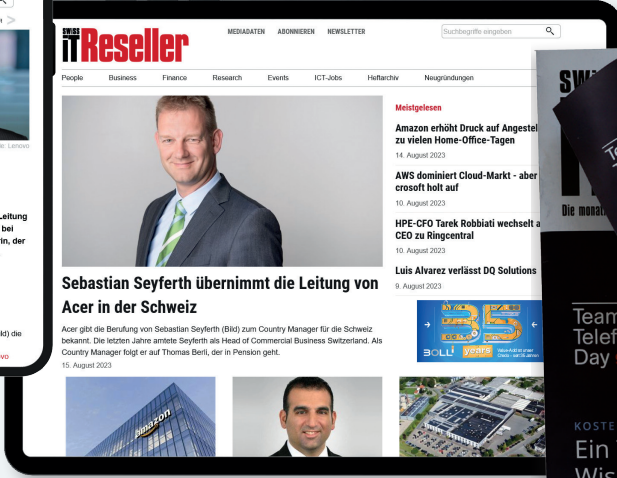 e: Lenovo
Leitung
bei
in, der
ld) die
SWISS
iTReseller
MEDIADATEN ABONNIEREN NEWSLETTER
Suchbegriffe eingeben
People Business Finance Research Events ICT-Jobs Heftarchiv Neugründungen
Sebastian Seyferth übernimmt die Leitung von
Acer in der Schweiz
Acer gibt die Berufung von Sebastian Seyferth (Bild) zum Country Manager für die Schweiz
bekannt. Die letzten Jahre amtete Seyferth als Head of Commercial Business Switzerland. Als
Country Manager folgt er auf Thomas Berli, der in Pension geht.
15. August 2023
amazon
Meistgelesen
Amazon erhöht Druck auf Angestel
zu vielen Home-Office-Tagen
14. August 2023
AWS dominiert Cloud-Markt - aber
crosoft holt auf
10. August 2023
HPE-CFO Tarek Robbiati wechselt a
CEO zu Ringcentral
10. August 2023
Luis Alvarez verlässt DQ Solutions
9. August 2023
35
BOLL years
Die monat
Team
Telef
Day
KOSTE
Ein
Wis